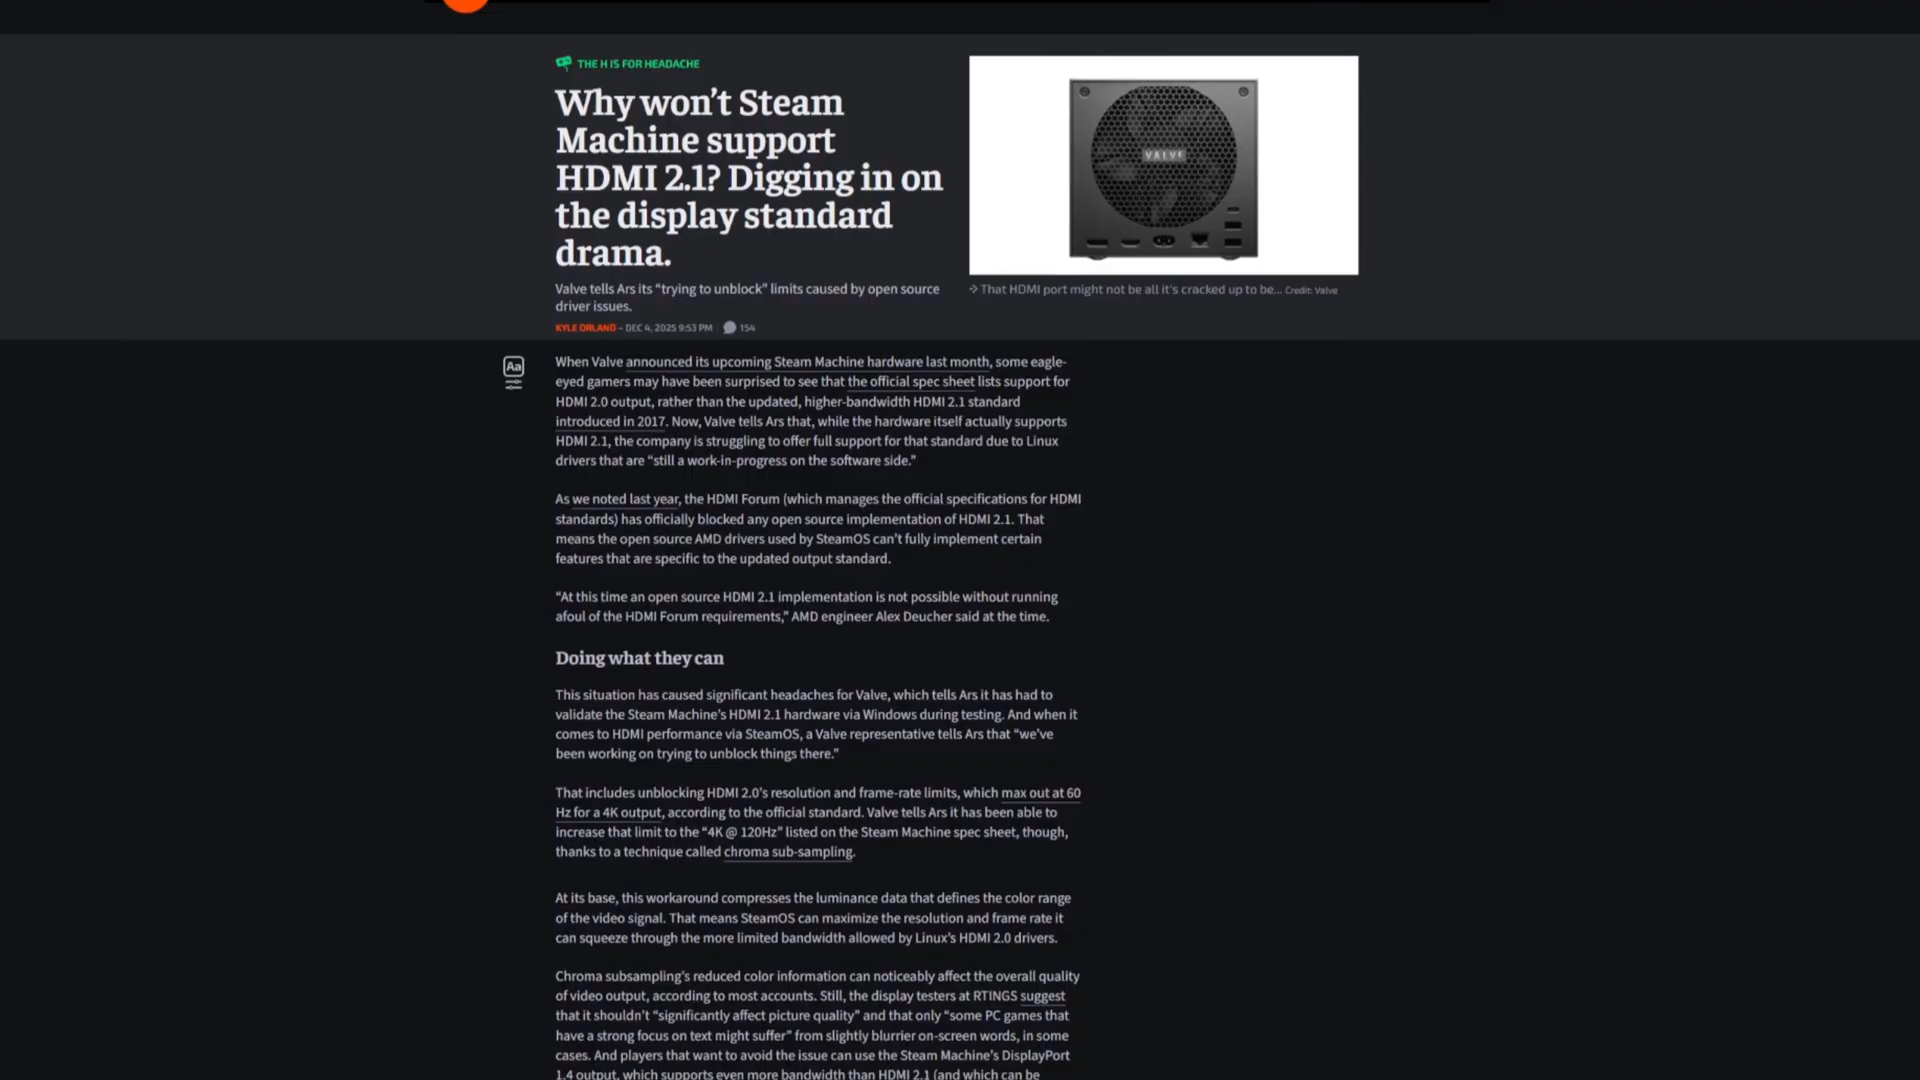 THE H IS FOR HEADACHE
Why won’t Steam
Machine support
HDMI 2.1? Digging in on
the display standard
drama.
Valve tells Ars its “trying to unblock” limits caused by open source
driver issues.
KYLE ORLAND – DEC 4, 2025 9:53 PM 154
VALVE
That HDMI port might not be all it's cracked up to be... Credit: Valve
Aa
When Valve announced its upcoming Steam Machine hardware last month, some eagle-
eyed gamers may have been surprised to see that the official spec sheet lists support for
HDMI 2.0 output, rather than the updated, higher-bandwidth HDMI 2.1 standard
introduced in 2017. Now, Valve tells Ars that, while the hardware itself actually supports
HDMI 2.1, the company is struggling to offer full support for that standard due to Linux
drivers that are “still a work-in-progress on the software side.”
As we noted last year, the HDMI Forum (which manages the official specifications for HDMI
standards) has officially blocked any open source implementation of HDMI 2.1. That
means the open source AMD drivers used by SteamOS can’t fully implement certain
features that are specific to the updated output standard.
“At this time an open source HDMI 2.1 implementation is not possible without running
afoul of the HDMI Forum requirements,” AMD engineer Alex Deucher said at the time.
Doing what they can
This situation has caused significant headaches for Valve, which tells Ars it has had to
validate the Steam Machine’s HDMI 2.1 hardware via Windows during testing. And when it
comes to HDMI performance via SteamOS, a Valve representative tells Ars that “we’ve
been working on trying to unblock things there.”
That includes unblocking HDMI 2.0’s resolution and frame-rate limits, which max out at 60
Hz for a 4K output, according to the official standard. Valve tells Ars it has been able to
increase that limit to the “4K @ 120Hz” listed on the Steam Machine spec sheet, though,
thanks to a technique called chroma sub-sampling.
At its base, this workaround compresses the luminance data that defines the color range
of the video signal. That means SteamOS can maximize the resolution and frame rate it
can squeeze through the more limited bandwidth allowed by Linux’s HDMI 2.0 drivers.
Chroma subsampling’s reduced color information can noticeably affect the overall quality
of video output, according to most accounts. Still, the display testers at RTINGS suggest
that it shouldn’t “significantly affect picture quality” and that only “some PC games that
have a strong focus on text might suffer” from slightly blurrier on-screen words, in some
cases. And players that want to avoid the issue can use the Steam Machine’s DisplayPort
1.4 output, which supports even more bandwidth than HDMI 2.1 (and which can be